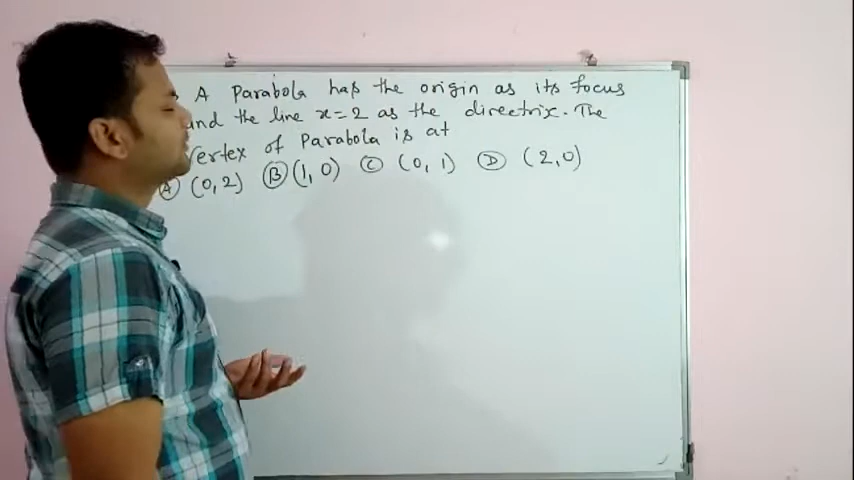 A Parabola has the origin as its focus
and the line x=2 as the directrix. The
vertex of Parabola is at
A (0,2) B (1,0) C (0,1) D (2,0)